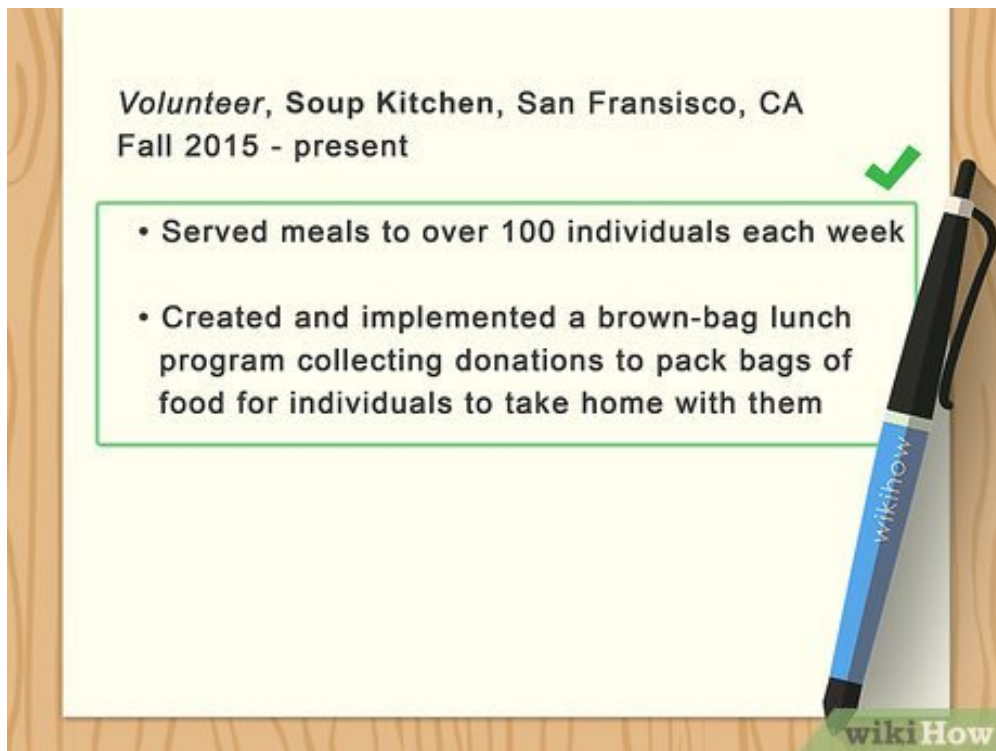 Volunteer, Soup Kitchen, San Fransisco, CA
Fall 2015 - present
• Served meals to over 100 individuals each week
• Created and implemented a brown-bag lunch
program collecting donations to pack bags of
food for individuals to take home with them
wikihow
wikiHow